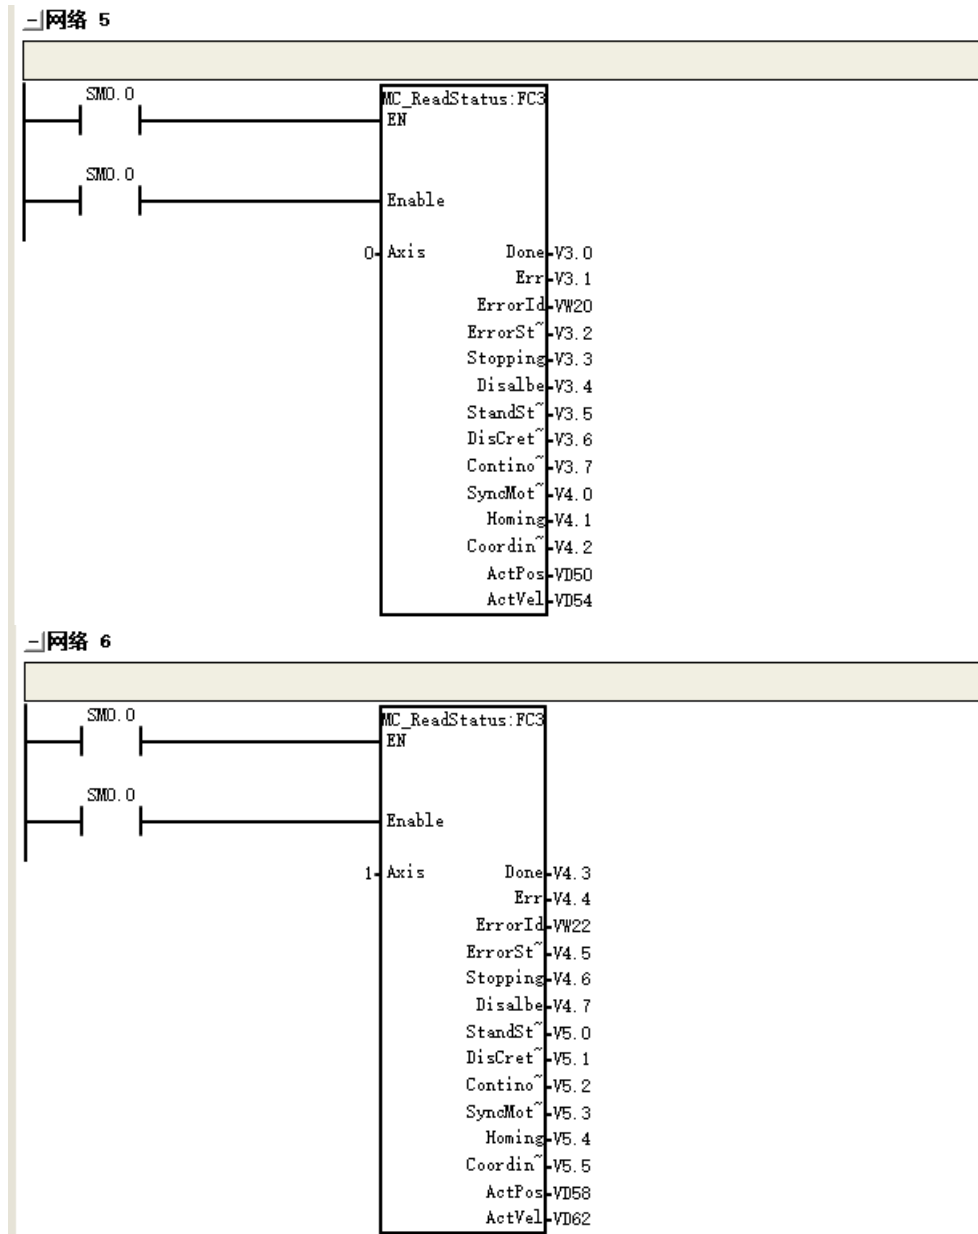 网络 5
SM0.0
MC_ReadStatus:FC3
EN
SM0.0
Enable
0 Axis Done V3.0
Err V3.1
ErrorId VW20
ErrorSt~ V3.2
Stopping V3.3
Disalbe V3.4
StandSt~ V3.5
DisCret~ V3.6
Contino~ V3.7
SyncMot~ V4.0
Homing V4.1
Coordin~ V4.2
ActPos VD50
ActVel VD54
网络 6
SM0.0
MC_ReadStatus:FC3
EN
SM0.0
Enable
1 Axis Done V4.3
Err V4.4
ErrorId VW22
ErrorSt~ V4.5
Stopping V4.6
Disalbe V4.7
StandSt~ V5.0
DisCret~ V5.1
Contino~ V5.2
SyncMot~ V5.3
Homing V5.4
Coordin~ V5.5
ActPos VD58
ActVel VD62